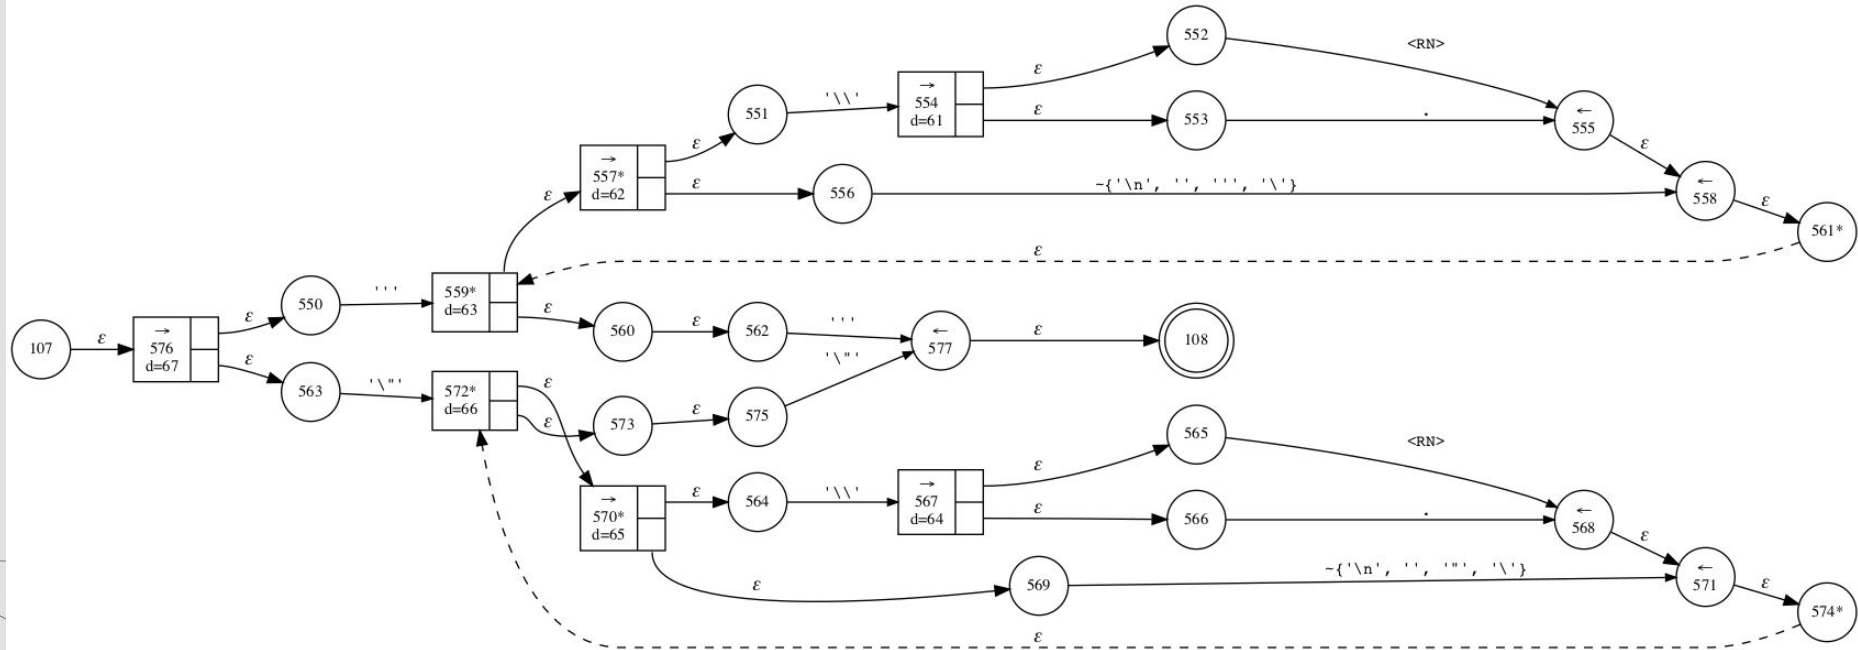 552
<RN>
ε
'\\'
→
554
d=61
551
ε
553
.
←
555
ε
→
557*
d=62
ε
ε
556
~{'\n', '', ''', '\'}
←
558
ε
561*
ε
ε
550
'''
559*
d=63
ε
560
ε
562
'''
←
577
ε
108
107
ε
→
576
d=67
ε
ε
563
'\"'
572*
d=66
ε
ε
573
ε
575
'\"'
565
<RN>
ε
→
570*
d=65
ε
564
'\\'
→
567
d=64
ε
566
.
←
568
ε
ε
569
~{'\n', '', '"', '\'}
←
571
ε
574*
ε